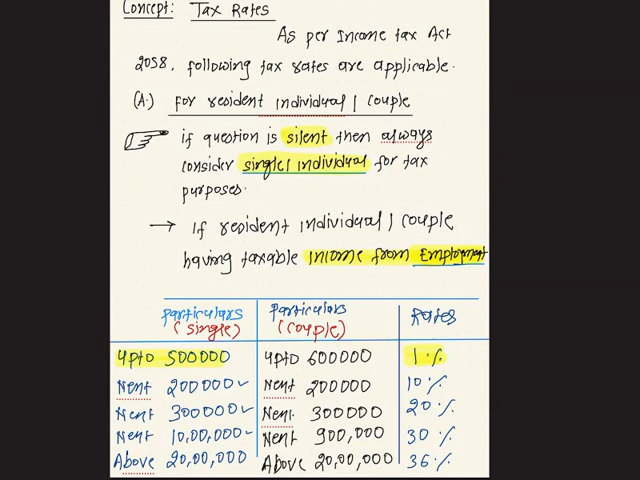 Concept: Tax Rates
As per Income tax Act
2058, following tax rates are applicable.
(A.) for resident individual / couple
if question is silent then always
consider single / individual for tax
purposes.
→ If resident individual / couple
having taxable income from Employment
Particulars (single) Particulars (couple) Rates
Upto 500000 Upto 600000 1%
Next 200000 Next 200000 10%
Next 300000 Next 300000 20%
Next 10,00,000 Next 900,000 30%
Above 20,00,000 Above 20,00,000 36%